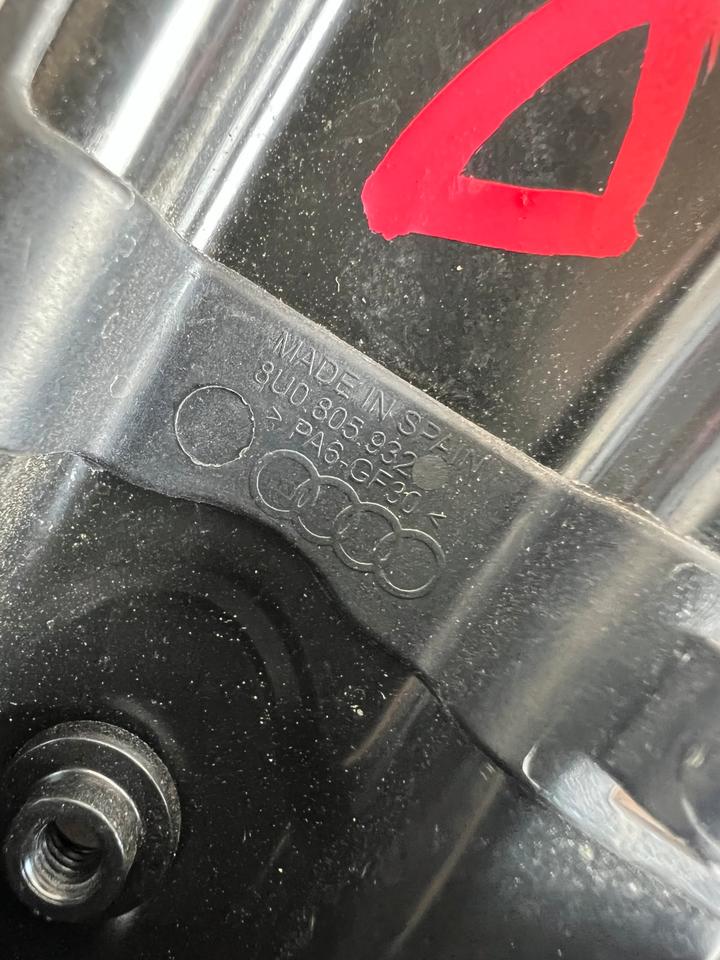 MADE IN SPAIN
8U0.805.932
> PA6-GF30 <